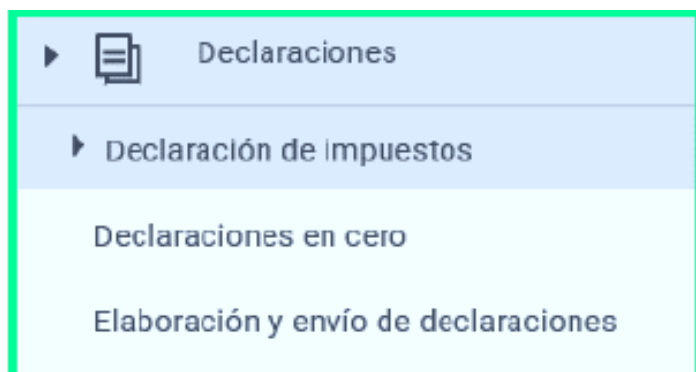 Declaraciones
Declaración de impuestos
Declaraciones en cero
Elaboración y envío de declaraciones